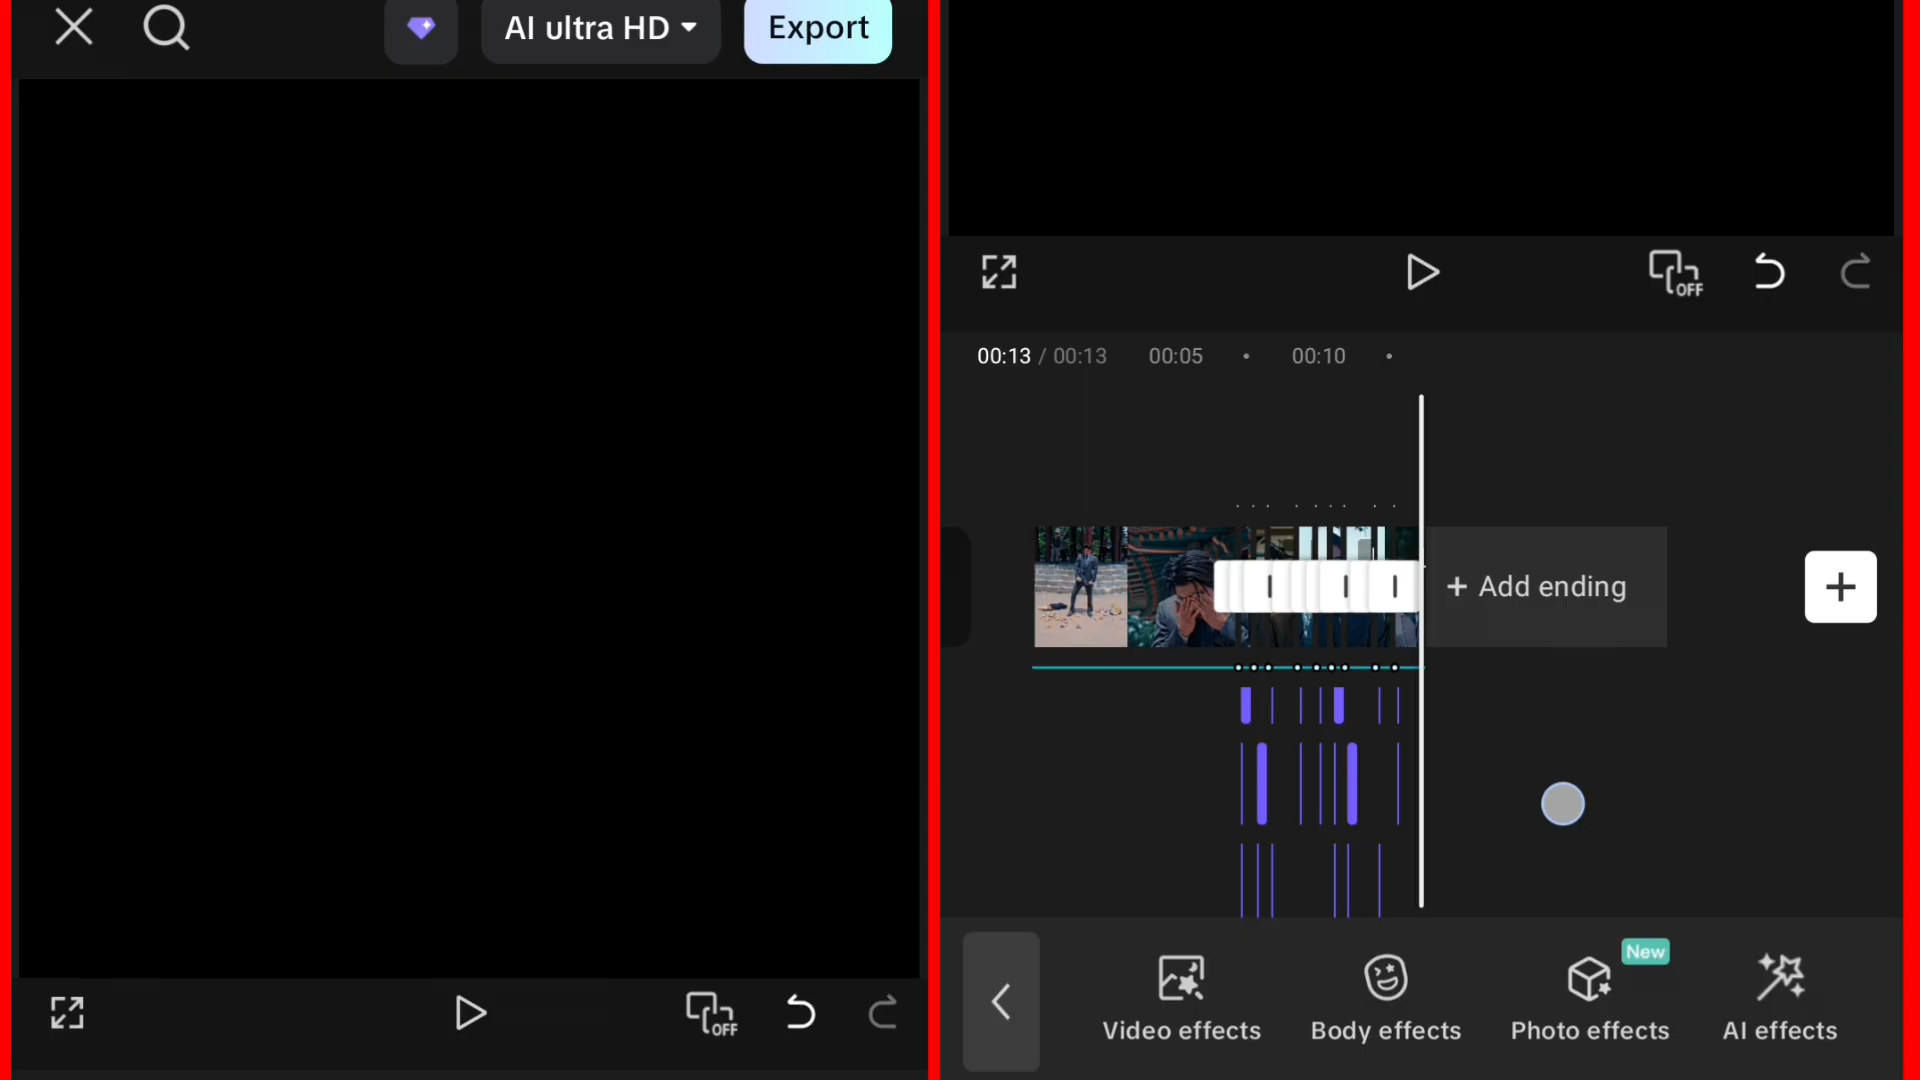 AI ultra HD
Export
OFF
OFF
00:13 / 00:13
00:05
00:10
+ Add ending
New
Video effects
Body effects
Photo effects
AI effects